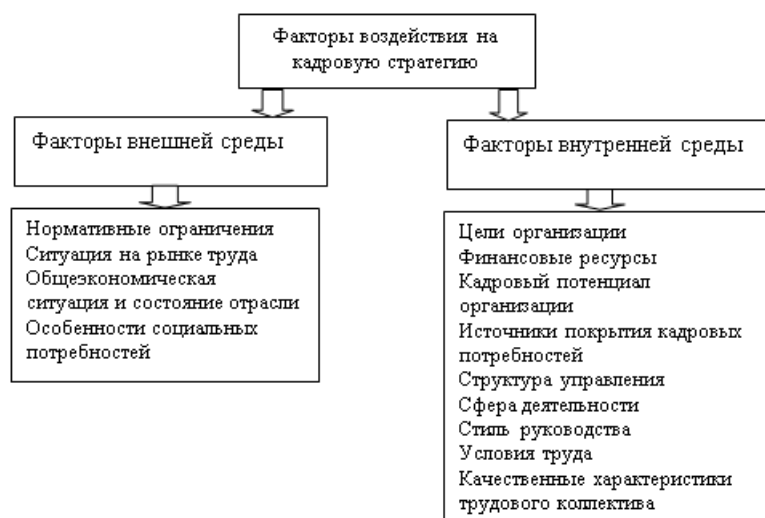 Факторы воздействия на
кадровую стратегию
Факторы внешней среды
Факторы внутренней среды
Нормативные ограничения
Ситуация на рынке труда
Общеэкономическая
ситуация и состояние отрасли
Особенности социальных
потребностей
Цели организации
Финансовые ресурсы
Кадровый потенциал
организации
Источники покрытия кадровых
потребностей
Структура управления
Сфера деятельности
Стиль руководства
Условия труда
Качественные характеристики
трудового коллектива